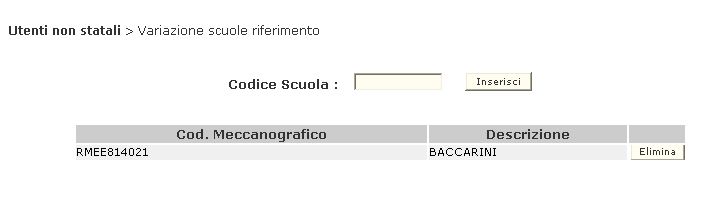 Utenti non statali > Variazione scuole riferimento
Codice Scuola : Inserisci
Cod. Meccanografico Descrizione
RMEE814021 BACCARINI Elimina